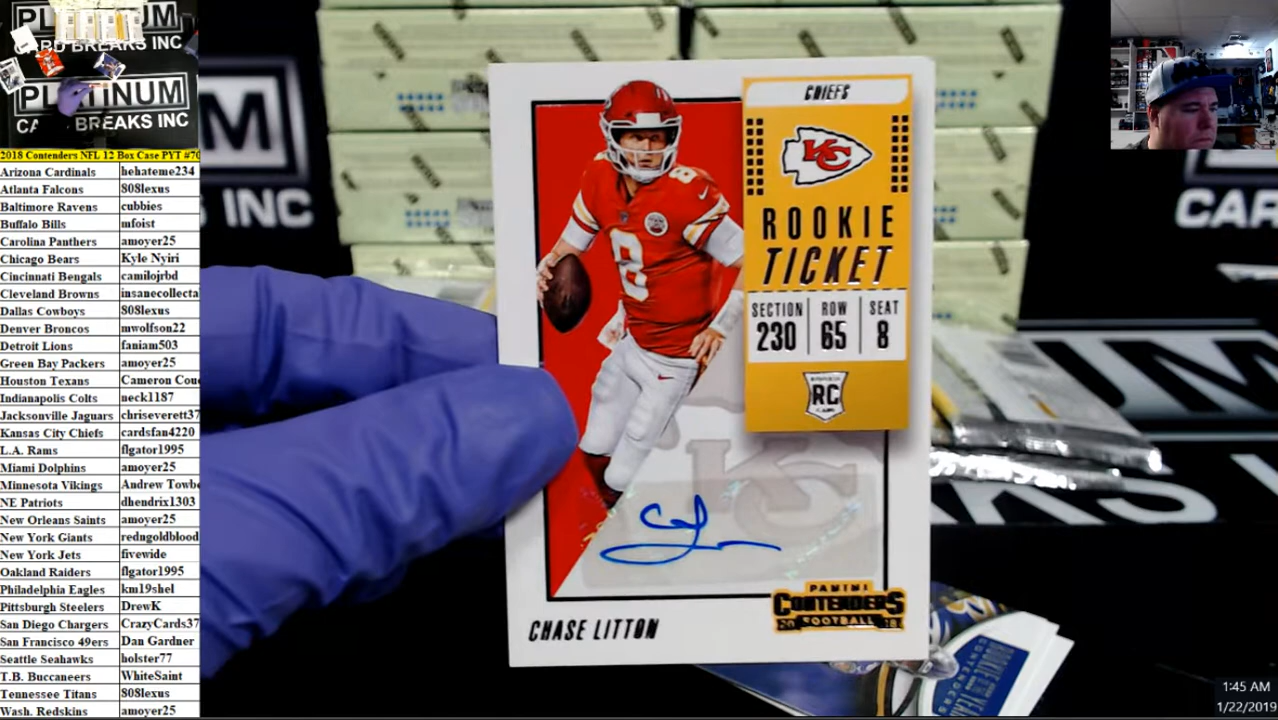 PLATINUM
CARD BREAKS INC
PLATINUM
CARD BREAKS INC
2018 Contenders NFL 12 Box Case PYT #70
Arizona Cardinals hehateme234
Atlanta Falcons 808lexus
Baltimore Ravens cubbies
Buffalo Bills mfoist
Carolina Panthers amoyer25
Chicago Bears Kyle Nyiri
Cincinnati Bengals camilojrbd
Cleveland Browns insanecollecta
Dallas Cowboys 808lexus
Denver Broncos mwolfson22
Detroit Lions faniam503
Green Bay Packers amoyer25
Houston Texans Cameron Cou
Indianapolis Colts neck1187
Jacksonville Jaguars chriseverett37
Kansas City Chiefs cardsfan4220
L.A. Rams flgator1995
Miami Dolphins amoyer25
Minnesota Vikings Andrew Towbe
NE Patriots dhendrix1303
New Orleans Saints amoyer25
New York Giants redngoldblood
New York Jets fivewide
Oakland Raiders flgator1995
Philadelphia Eagles km19shel
Pittsburgh Steelers DrewK
San Diego Chargers CrazyCards37
San Francisco 49ers Dan Gardner
Seattle Seahawks holster77
T.B. Buccaneers WhiteSaint
Tennessee Titans 808lexus
Wash. Redskins amoyer25
M
S INC
CAR
CHIEFS
KC
ROOKIE
TICKET
SECTION ROW SEAT
230 65 8
RC
8
8
KC
PANINI
CONTENDERS
FOOTBALL
CHASE LITTON
1:45 AM
1/22/2019